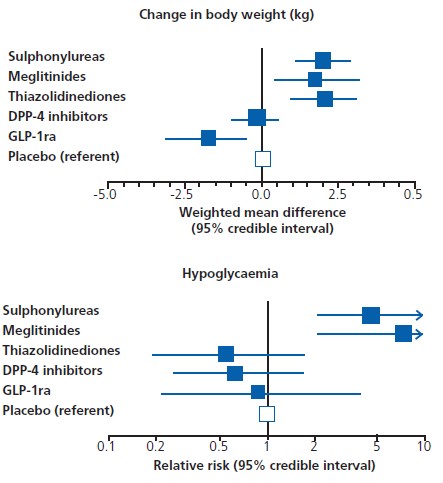 Change in body weight (kg)
Sulphonylureas
Meglitinides
Thiazolidinediones
DPP-4 inhibitors
GLP-1ra
Placebo (referent)
-5.0 -2.5 0.0 2.5 0.5
Weighted mean difference
(95% credible interval)
Hypoglycaemia
Sulphonylureas
Meglitinides
Thiazolidinediones
DPP-4 inhibitors
GLP-1ra
Placebo (referent)
0.1 0.2 0.5 1 2 5 10
Relative risk (95% credible interval)